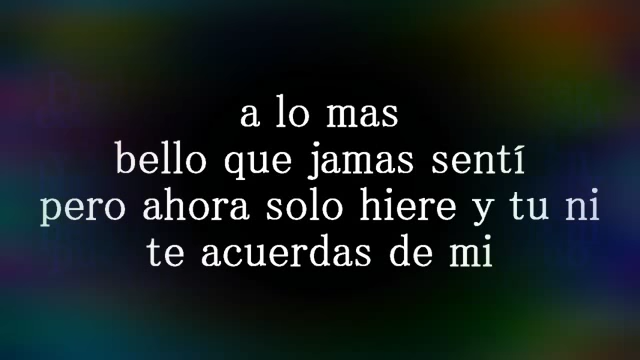 a lo mas
bello que jamas sentí
pero ahora solo hiere y tu ni
te acuerdas de mi